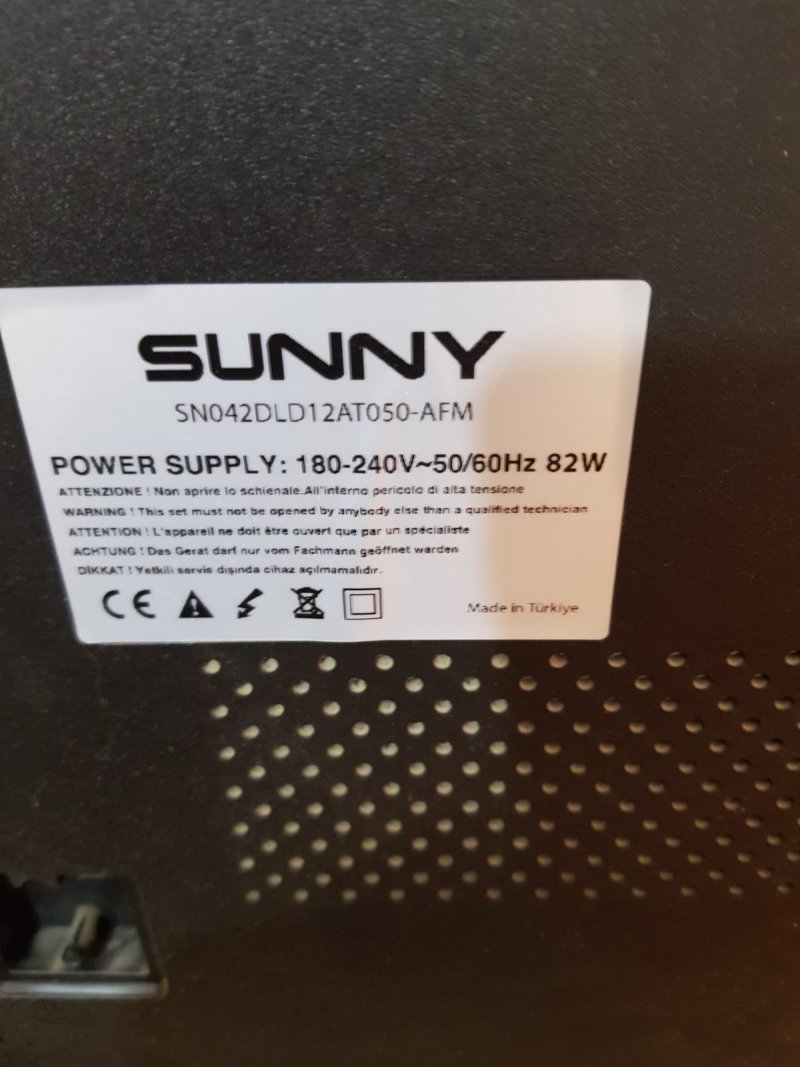 SUNNY
SN042DLD12AT050-AFM
POWER SUPPLY: 180-240V~50/60Hz 82W
ATTENZIONE ! Non aprire lo schienale.All'interno pericolo di alta tensione
WARNING ! This set must not be opened by anybody else than a qualified technician
ATTENTION ! L'appareil ne doit être ouvert que par un spécialiste
ACHTUNG ! Das Gerat darf nur vom Fachmann geöffnet warden
DİKKAT ! Yetkili servis dışında cihaz açılmamalıdır.
CE
Made in Türkiye